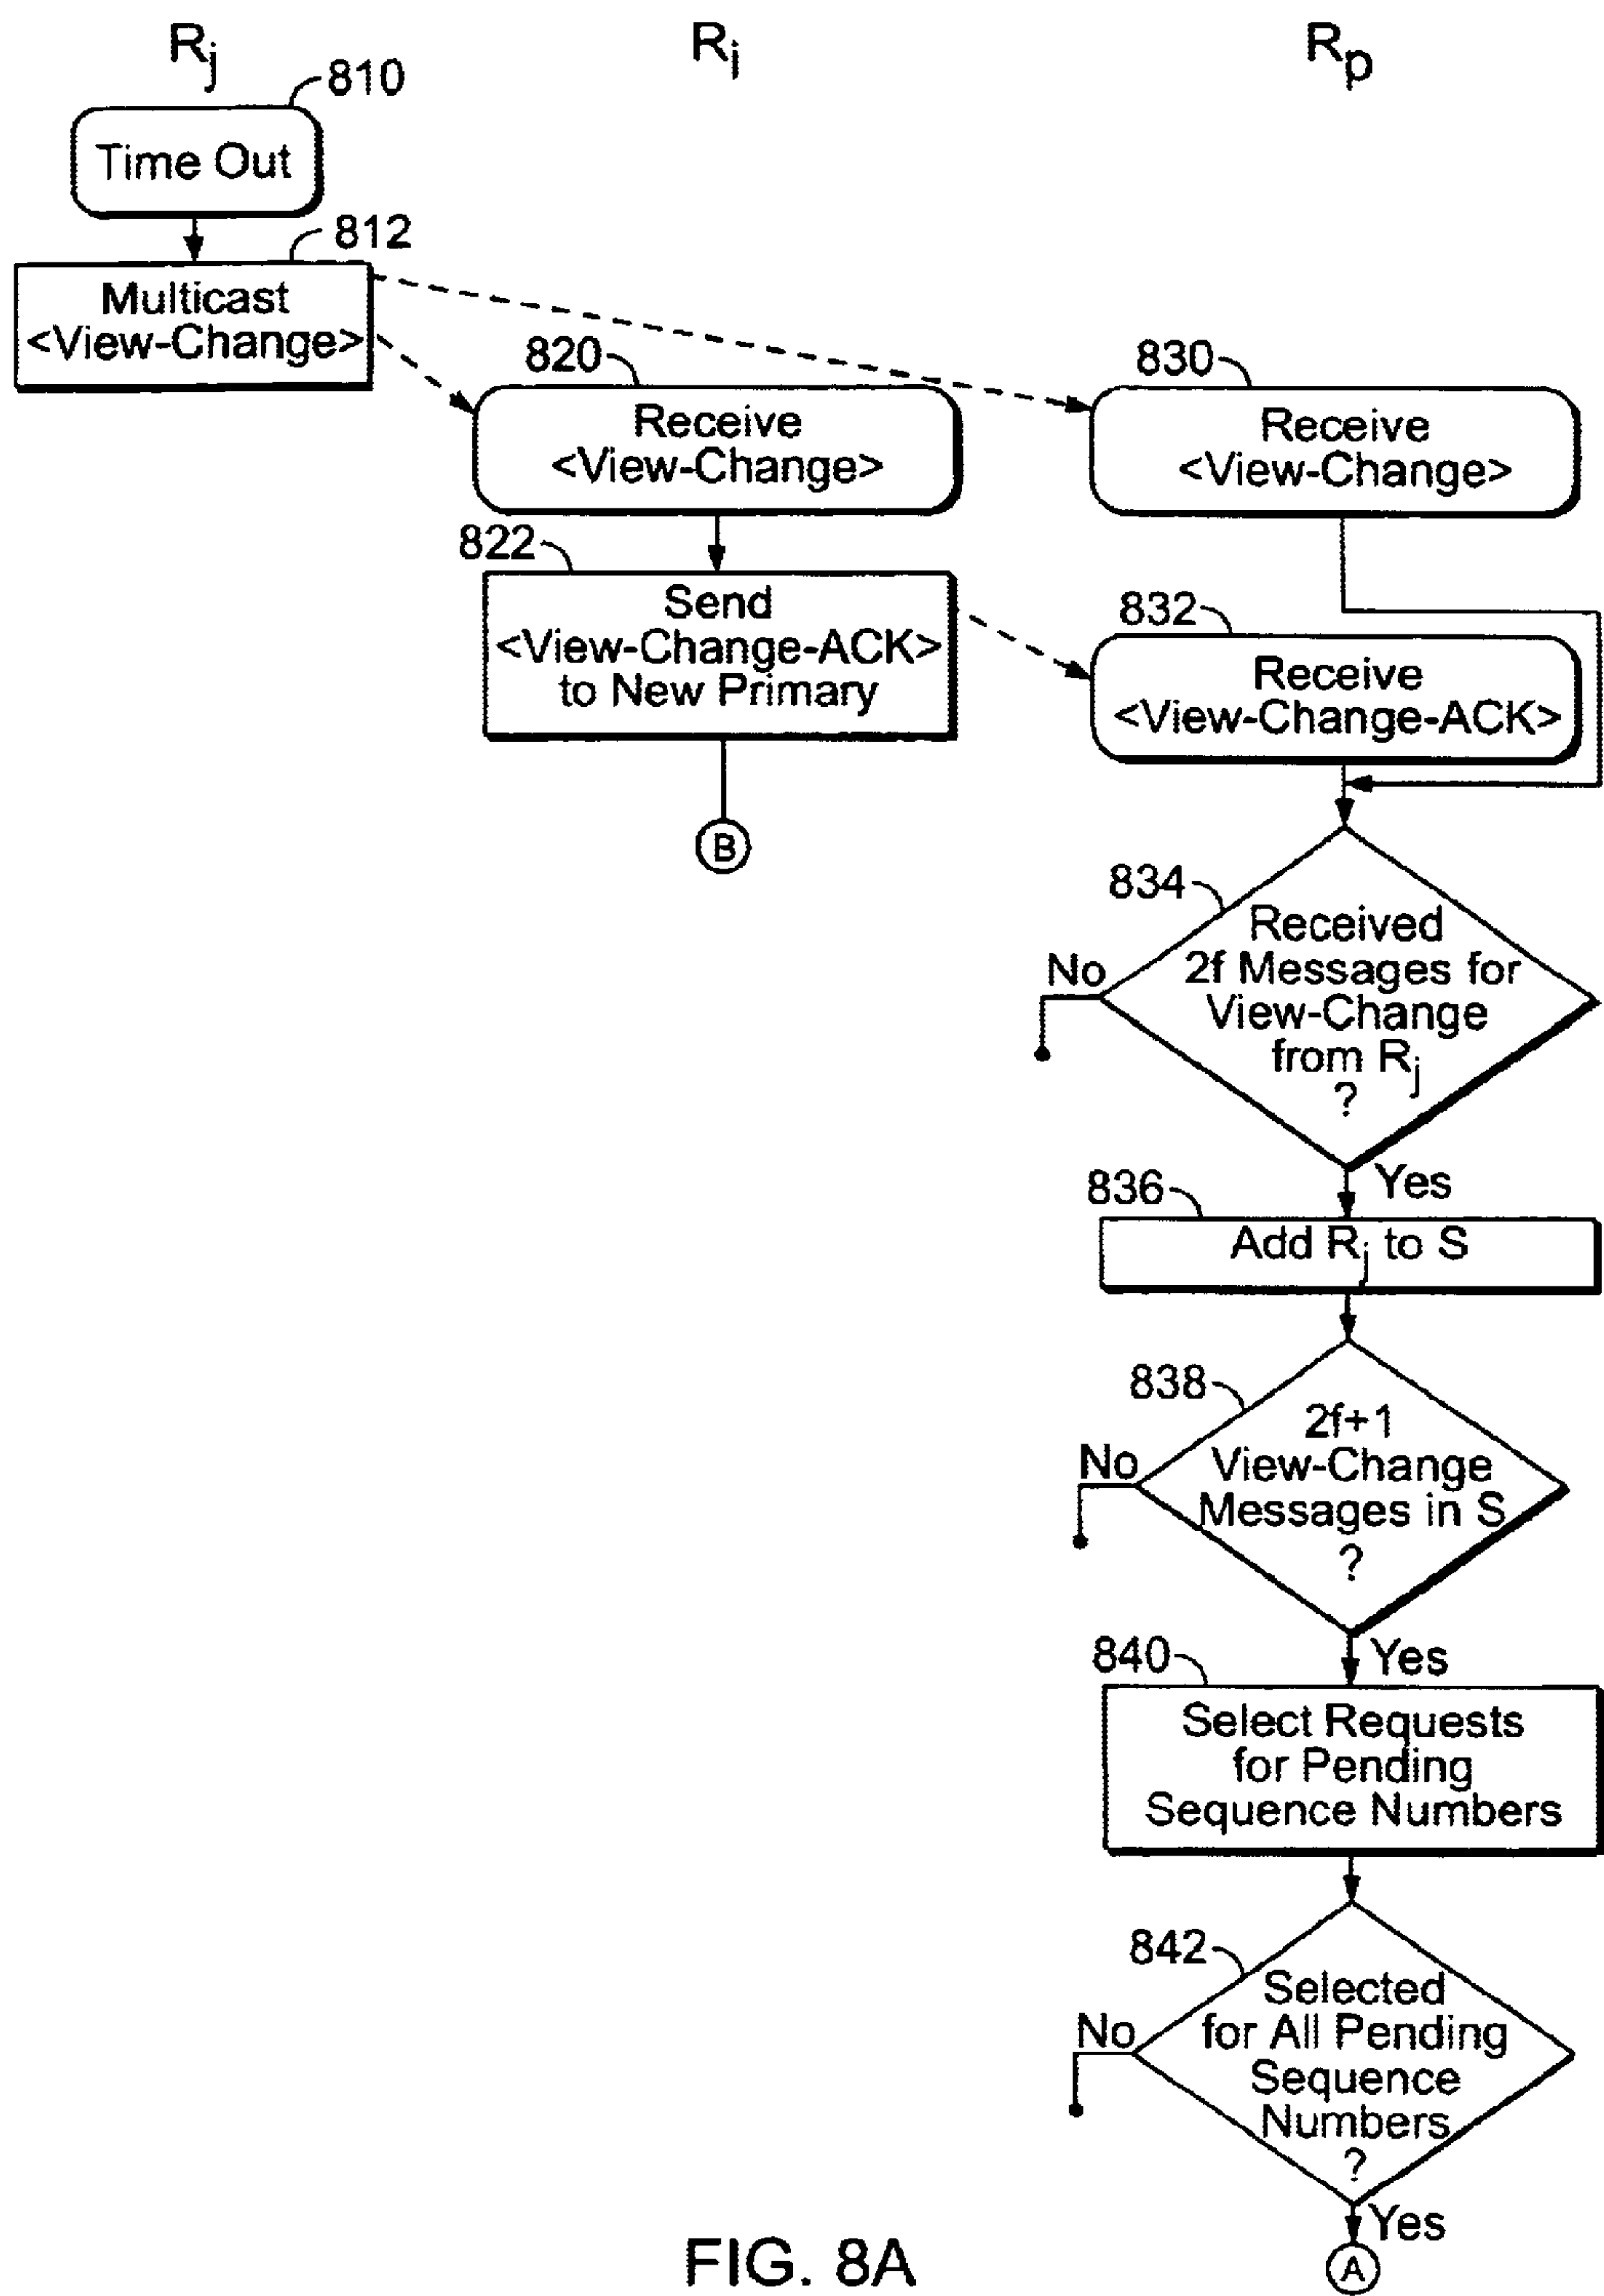 Rj
Ri
Rp
810
Time Out
812
Multicast
<View-Change>
820
Receive
<View-Change>
830
Receive
<View-Change>
822
Send
<View-Change-ACK>
to New Primary
832
Receive
<View-Change-ACK>
B
834
Received
2f Messages for
View-Change
from Rj
?
No
Yes
836
Add Rj to S
838
2f+1
View-Change
Messages in S
?
No
Yes
840
Select Requests
for Pending
Sequence Numbers
842
Selected
for All Pending
Sequence
Numbers
?
No
Yes
A
FIG. 8A